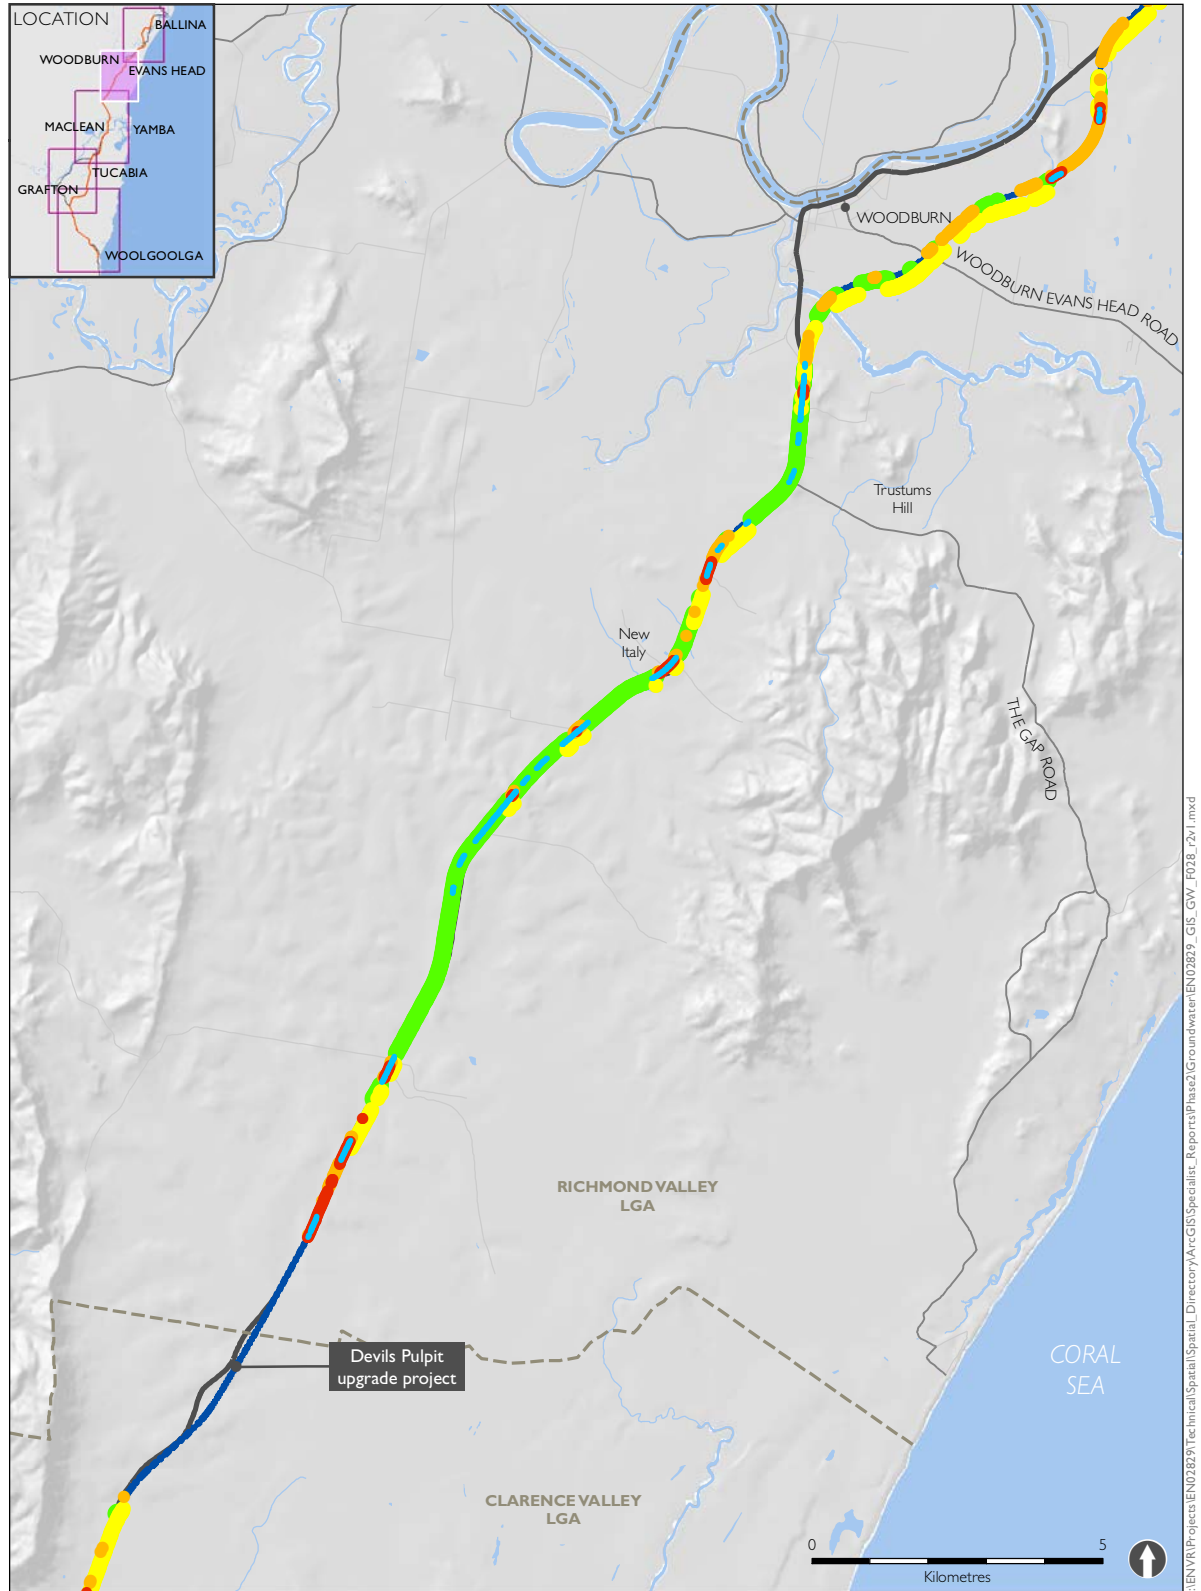 LOCATION
BALLINA
WOODBURN
EVANS HEAD
MACLEAN
YAMBA
TUCABIA
GRAFTON
WOOLGOOLGA
WOODBURN
WOODBURN EVANS HEAD ROAD
Trustums
Hill
New
Italy
THE GAP ROAD
RICHMOND VALLEY
LGA
Devils Pulpit
upgrade project
CORAL
SEA
CLARENCE VALLEY
LGA
0 5
Kilometres
:ENVR\Projects\EN02829\Technical\Spatial\Spatial_Directory\ArcGIS\Specialist_Reports\Phase2\Groundwater\EN02829_GIS_GW_F028_r2v1.mxd